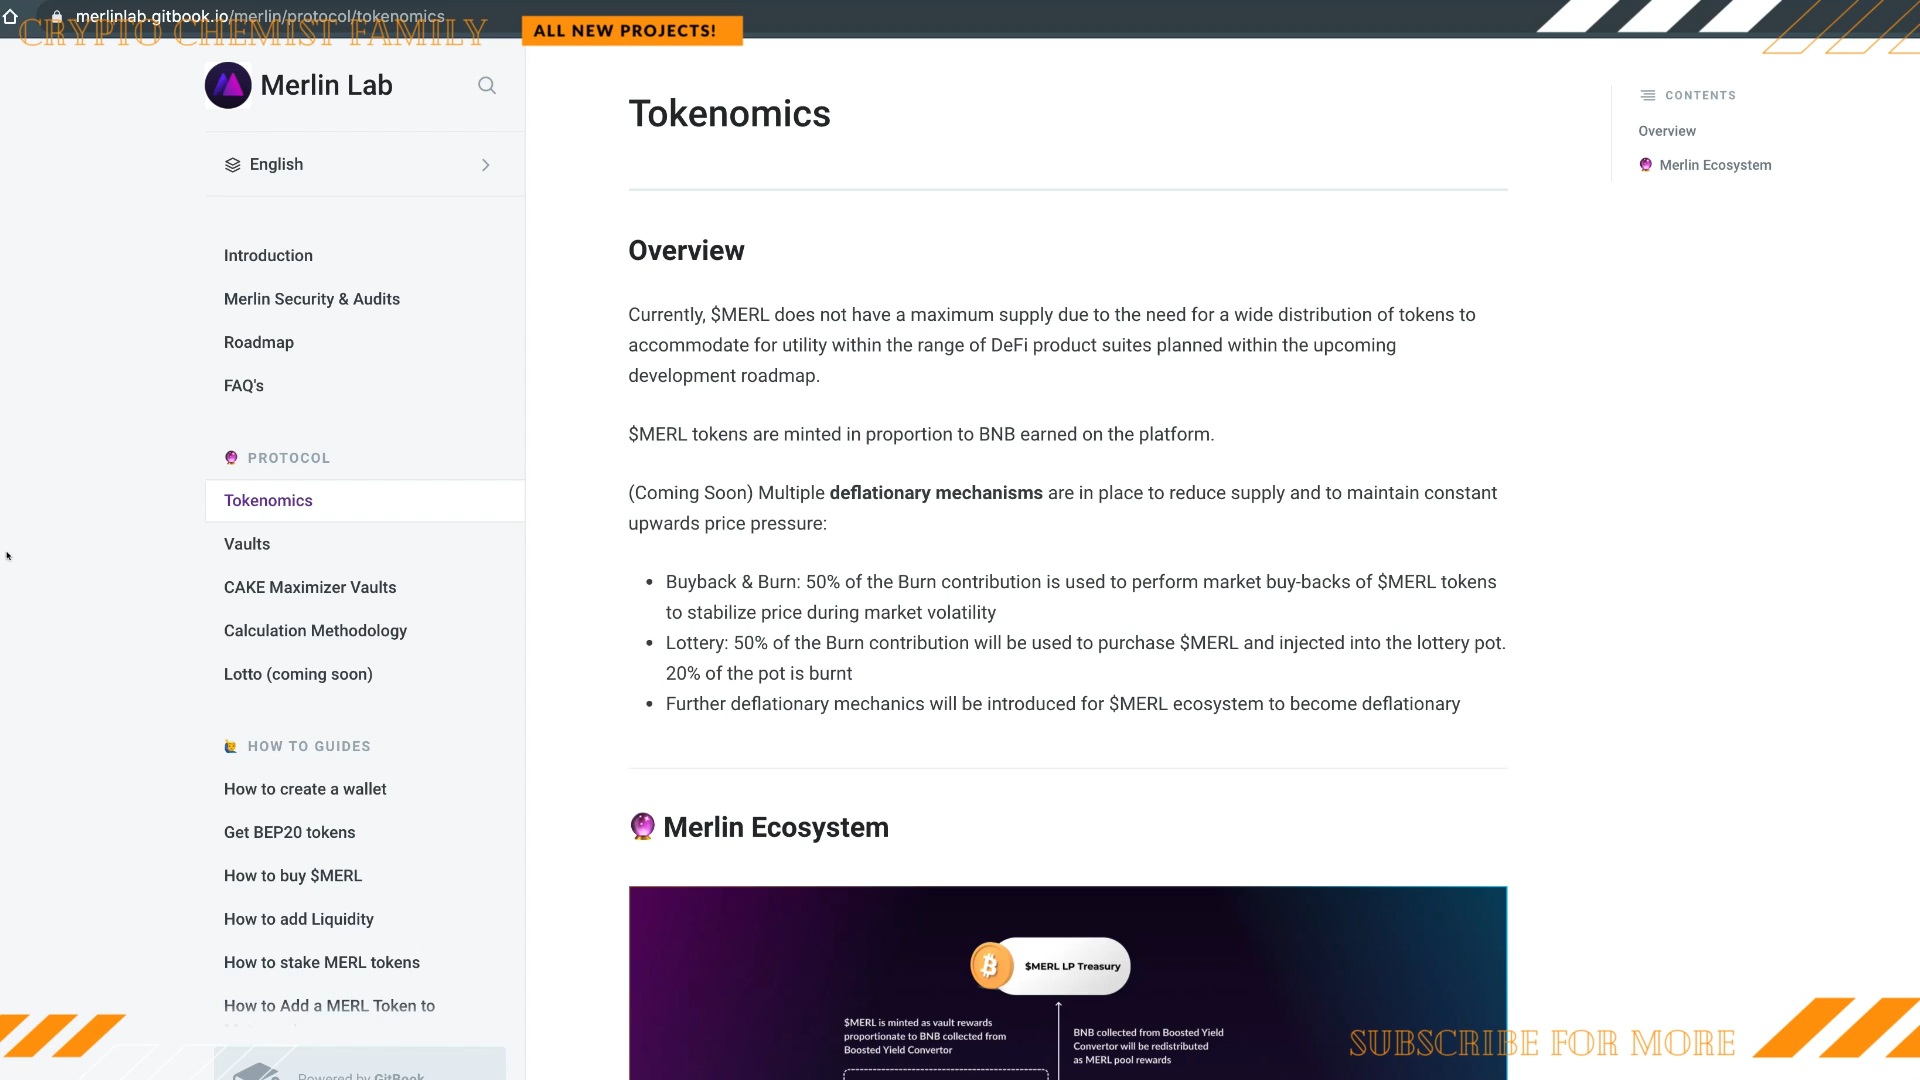 merlinlab.gitbook.io/merlin/protocol/tokenomics
CRYPTO CHEMIST FAMILY
ALL NEW PROJECTS!
Merlin Lab
English
Introduction
Merlin Security & Audits
Roadmap
FAQ's
PROTOCOL
Tokenomics
Vaults
CAKE Maximizer Vaults
Calculation Methodology
Lotto (coming soon)
HOW TO GUIDES
How to create a wallet
Get BEP20 tokens
How to buy $MERL
How to add Liquidity
How to stake MERL tokens
How to Add a MERL Token to
Powered by GitBook
Tokenomics
Overview
Currently, $MERL does not have a maximum supply due to the need for a wide distribution of tokens to
accommodate for utility within the range of DeFi product suites planned within the upcoming
development roadmap.
$MERL tokens are minted in proportion to BNB earned on the platform.
(Coming Soon) Multiple deflationary mechanisms are in place to reduce supply and to maintain constant
upwards price pressure:
• Buyback & Burn: 50% of the Burn contribution is used to perform market buy-backs of $MERL tokens
to stabilize price during market volatility
• Lottery: 50% of the Burn contribution will be used to purchase $MERL and injected into the lottery pot.
20% of the pot is burnt
• Further deflationary mechanics will be introduced for $MERL ecosystem to become deflationary
Merlin Ecosystem
$MERL LP Treasury
$MERL is minted as vault rewards
proportionate to BNB collected from
Boosted Yield Convertor
BNB collected from Boosted Yield
Convertor will be redistributed
as MERL pool rewards
CONTENTS
Overview
Merlin Ecosystem
SUBSCRIBE FOR MORE